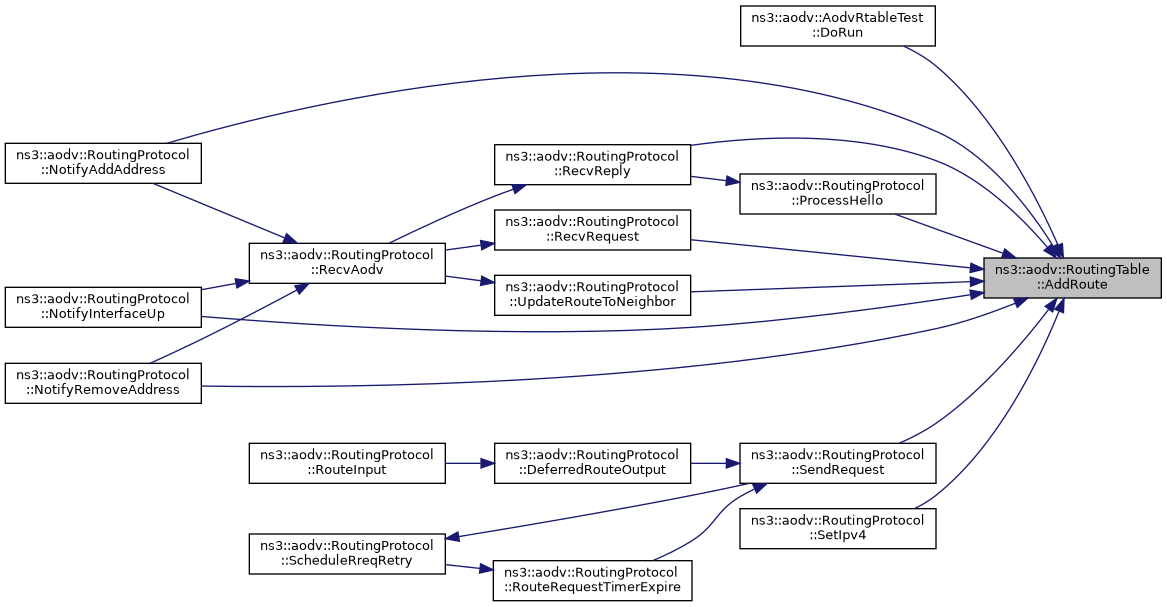 ns3::aodv::AodvRtableTest
::DoRun
ns3::aodv::RoutingProtocol
::NotifyAddAddress
ns3::aodv::RoutingProtocol
::RecvReply
ns3::aodv::RoutingProtocol
::ProcessHello
ns3::aodv::RoutingProtocol
::RecvRequest
ns3::aodv::RoutingProtocol
::RecvAodv
ns3::aodv::RoutingTable
::AddRoute
ns3::aodv::RoutingProtocol
::UpdateRouteToNeighbor
ns3::aodv::RoutingProtocol
::NotifyInterfaceUp
ns3::aodv::RoutingProtocol
::NotifyRemoveAddress
ns3::aodv::RoutingProtocol
::RouteInput
ns3::aodv::RoutingProtocol
::DeferredRouteOutput
ns3::aodv::RoutingProtocol
::SendRequest
ns3::aodv::RoutingProtocol
::SetIpv4
ns3::aodv::RoutingProtocol
::ScheduleRreqRetry
ns3::aodv::RoutingProtocol
::RouteRequestTimerExpire